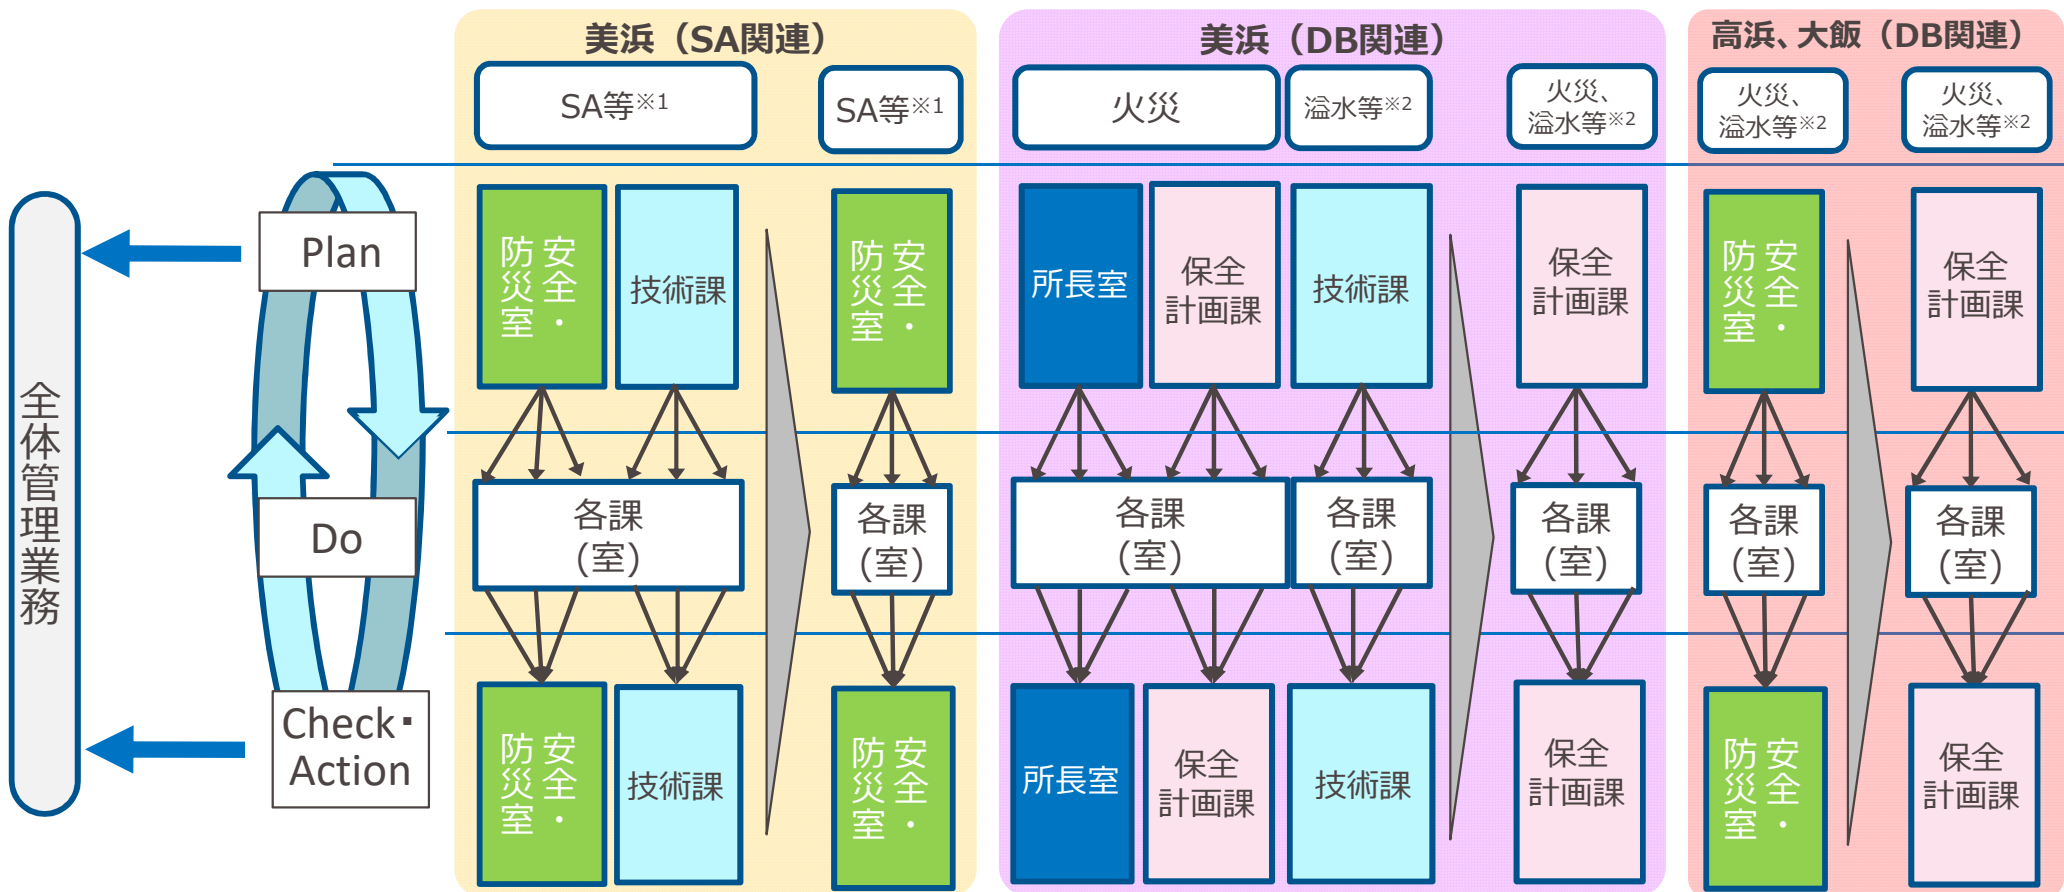 美浜（SA関連）
美浜（DB関連）
高浜、大飯（DB関連）
SA等※1
SA等※1
火災
溢水等※2
火災、
溢水等※2
火災、
溢水等※2
火災、
溢水等※2
全体管理業務
Plan
安全・
防災室
技術課
安全・
防災室
所長室
保全
計画課
技術課
保全
計画課
安全・
防災室
保全
計画課
Do
各課
(室)
各課
(室)
各課
(室)
各課
(室)
各課
(室)
各課
(室)
各課
(室)
Check・
Action
安全・
防災室
技術課
安全・
防災室
所長室
保全
計画課
技術課
保全
計画課
安全・
防災室
保全
計画課